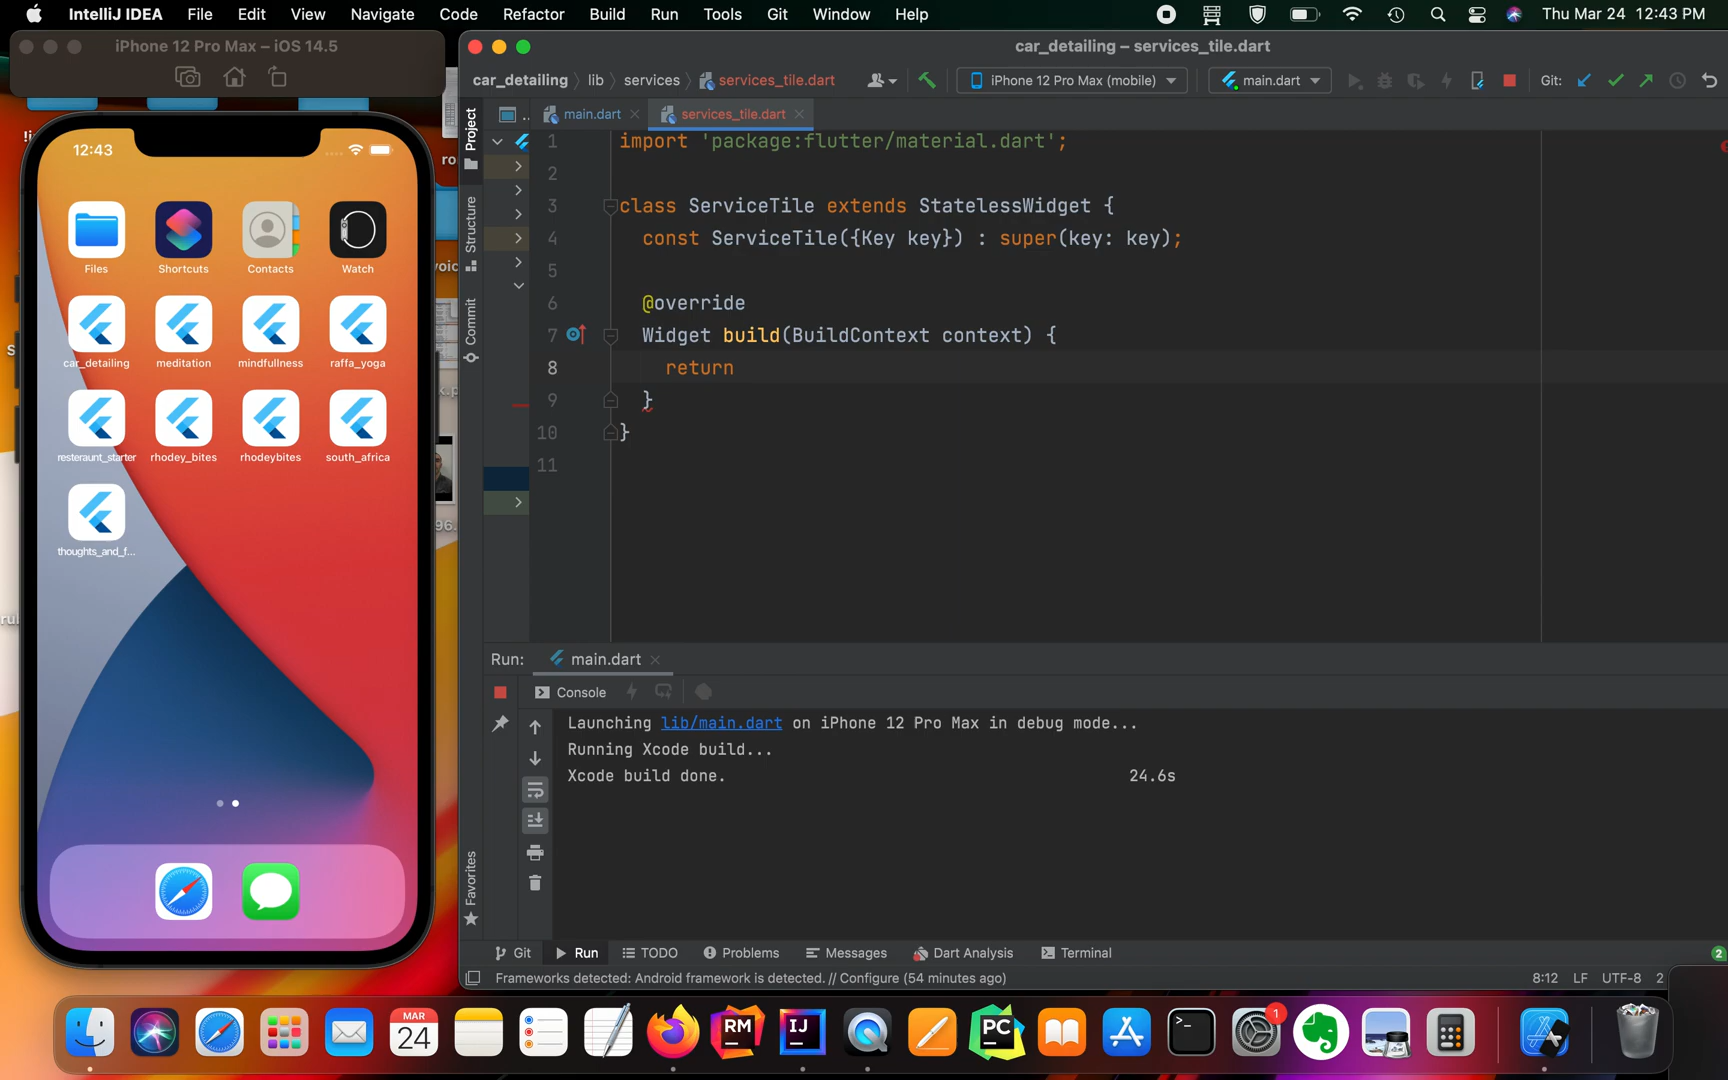 IntelliJ IDEA File Edit View Navigate Code Refactor Build Run Tools Git Window Help Thu Mar 24 12:43 PM
iPhone 12 Pro Max – iOS 14.5
car_detailing – services_tile.dart
car_detailing lib services services_tile.dart iPhone 12 Pro Max (mobile) main.dart Git:
main.dart services_tile.dart
Project
Structure
Commit
Favorites
12:43
Files Shortcuts Contacts Watch
car_detailing meditation mindfullness raffa_yoga
resteraunt_starter rhodey_bites rhodeybites south_africa
thoughts_and_f...
1 import 'package:flutter/material.dart';
2
3 class ServiceTile extends StatelessWidget {
4 const ServiceTile({Key key}) : super(key: key);
5
6 @override
7 Widget build(BuildContext context) {
8 return
9 }
10 }
11
Run: main.dart
Console
Launching lib/main.dart on iPhone 12 Pro Max in debug mode...
Running Xcode build...
Xcode build done. 24.6s
Git Run TODO Problems Messages Dart Analysis Terminal 2
Frameworks detected: Android framework is detected. // Configure (54 minutes ago) 8:12 LF UTF-8 2
MAR
24
RM
IJ
PC
1